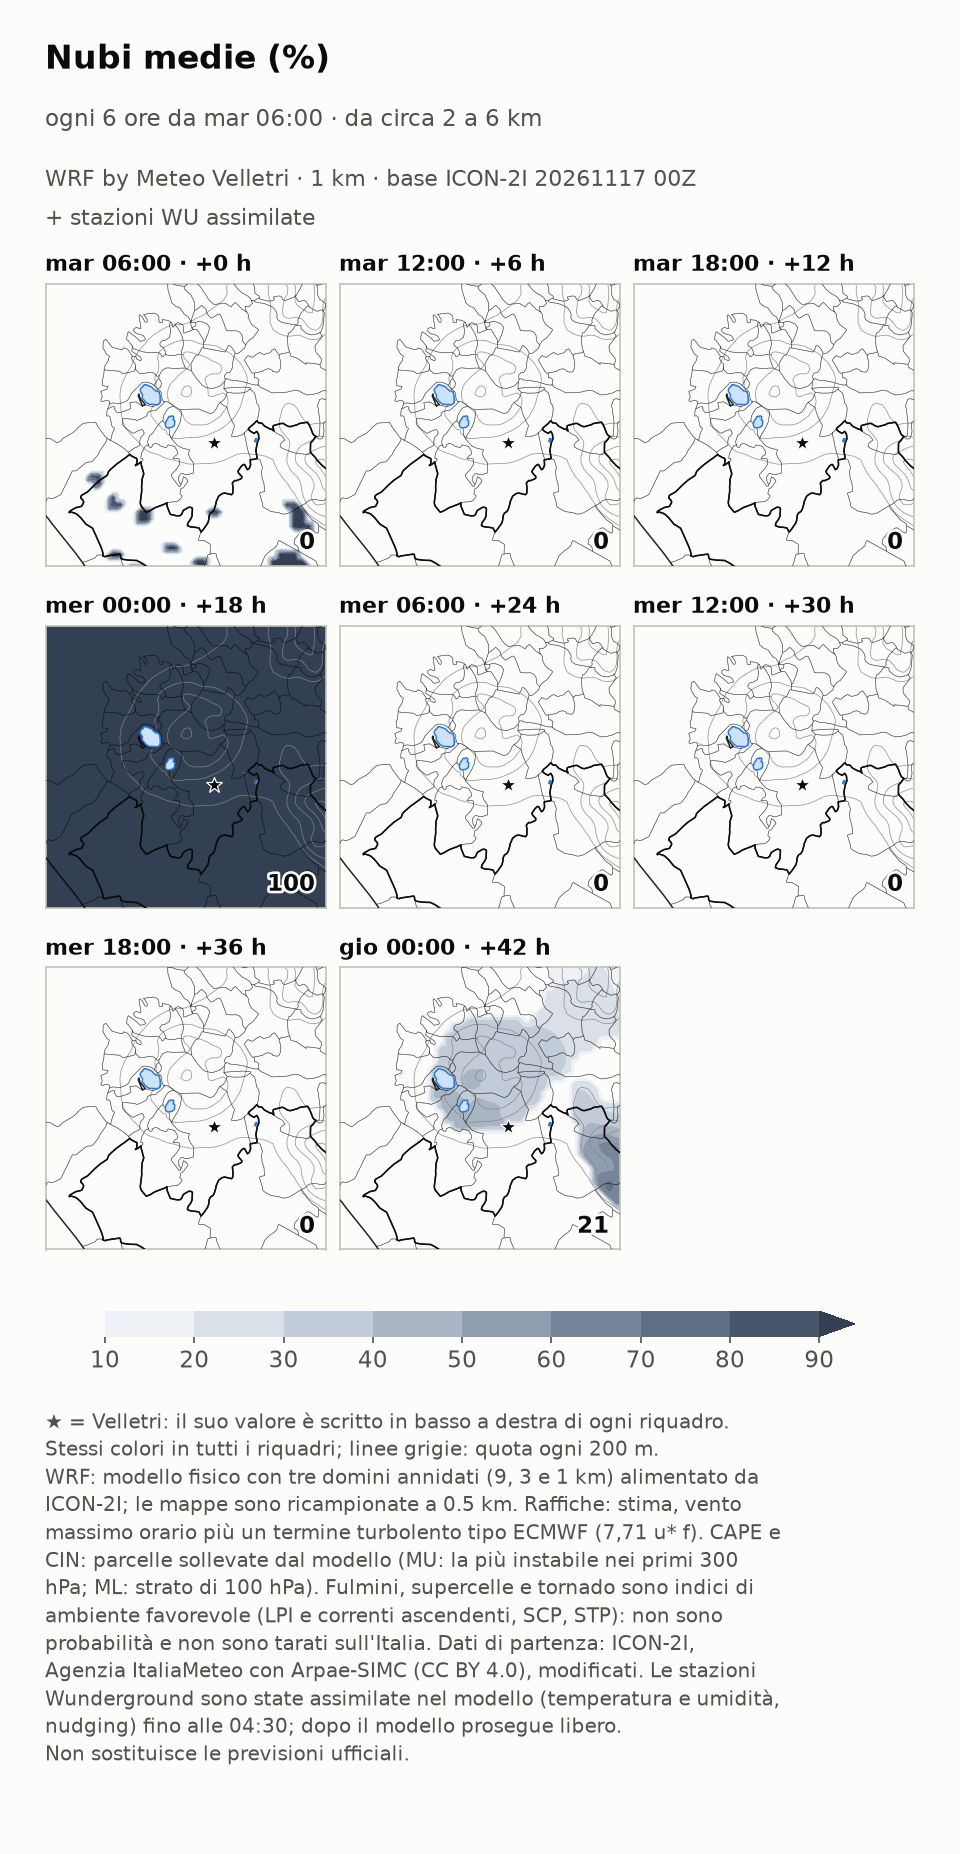 Nubi medie (%)
ogni 6 ore da mar 06:00 · da circa 2 a 6 km
WRF by Meteo Velletri · 1 km · base ICON-2I 20261117 00Z
+ stazioni WU assimilate
mar 06:00 · +0 h
mar 12:00 · +6 h
mar 18:00 · +12 h
0
0
0
mer 00:00 · +18 h
mer 06:00 · +24 h
mer 12:00 · +30 h
100
0
0
mer 18:00 · +36 h
gio 00:00 · +42 h
0
21
10 20 30 40 50 60 70 80 90
★ = Velletri: il suo valore è scritto in basso a destra di ogni riquadro.
Stessi colori in tutti i riquadri; linee grigie: quota ogni 200 m.
WRF: modello fisico con tre domini annidati (9, 3 e 1 km) alimentato da
ICON-2I; le mappe sono ricampionate a 0.5 km. Raffiche: stima, vento
massimo orario più un termine turbolento tipo ECMWF (7,71 u* f). CAPE e
CIN: parcelle sollevate dal modello (MU: la più instabile nei primi 300
hPa; ML: strato di 100 hPa). Fulmini, supercelle e tornado sono indici di
ambiente favorevole (LPI e correnti ascendenti, SCP, STP): non sono
probabilità e non sono tarati sull'Italia. Dati di partenza: ICON-2I,
Agenzia ItaliaMeteo con Arpae-SIMC (CC BY 4.0), modificati. Le stazioni
Wunderground sono state assimilate nel modello (temperatura e umidità,
nudging) fino alle 04:30; dopo il modello prosegue libero.
Non sostituisce le previsioni ufficiali.